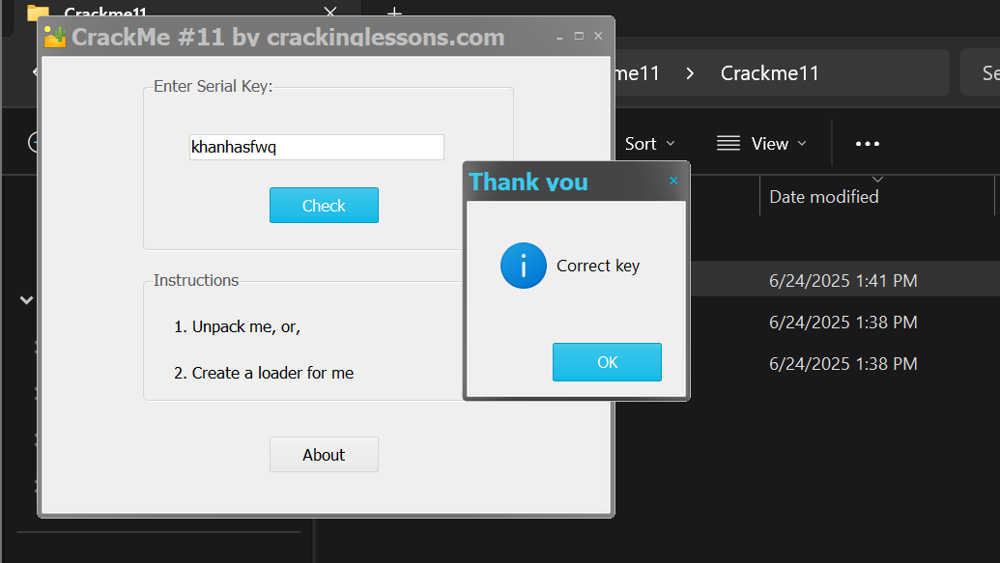 Crackme11
CrackMe #11 by crackinglessons.com
me11 > Crackme11
Se
Sort
View
Date modified
Enter Serial Key:
khanhasfwq
Check
Thank you
Correct key
OK
6/24/2025 1:41 PM
6/24/2025 1:38 PM
6/24/2025 1:38 PM
Instructions
1. Unpack me, or,
2. Create a loader for me
About